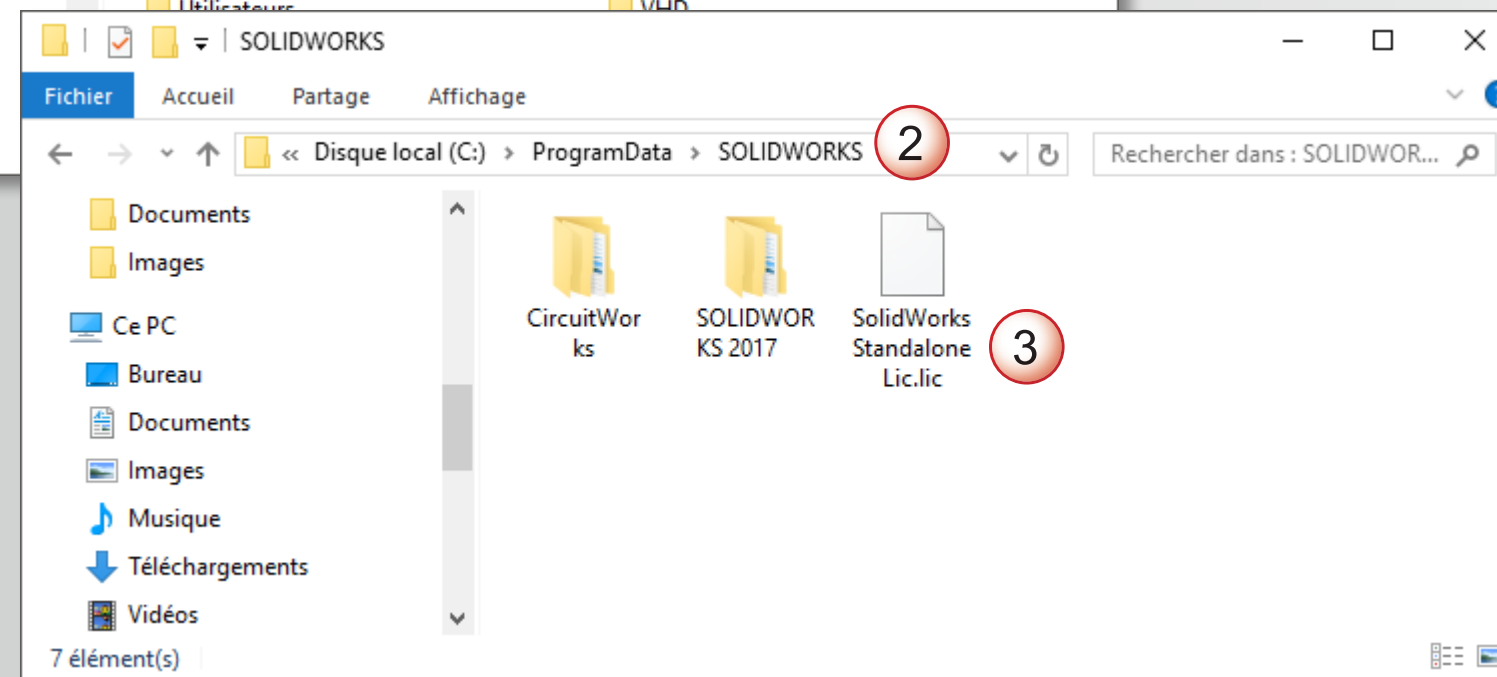 Utilisateurs
VHD
SOLIDWORKS
Fichier Accueil Partage Affichage
« Disque local (C:) > ProgramData > SOLIDWORKS 2
Rechercher dans : SOLIDWOR...
Documents
Images
Ce PC
Bureau
Documents
Images
Musique
Téléchargements
Vidéos
CircuitWor
ks
SOLIDWOR
KS 2017
SolidWorks
Standalone
Lic.lic
3
7 élément(s)